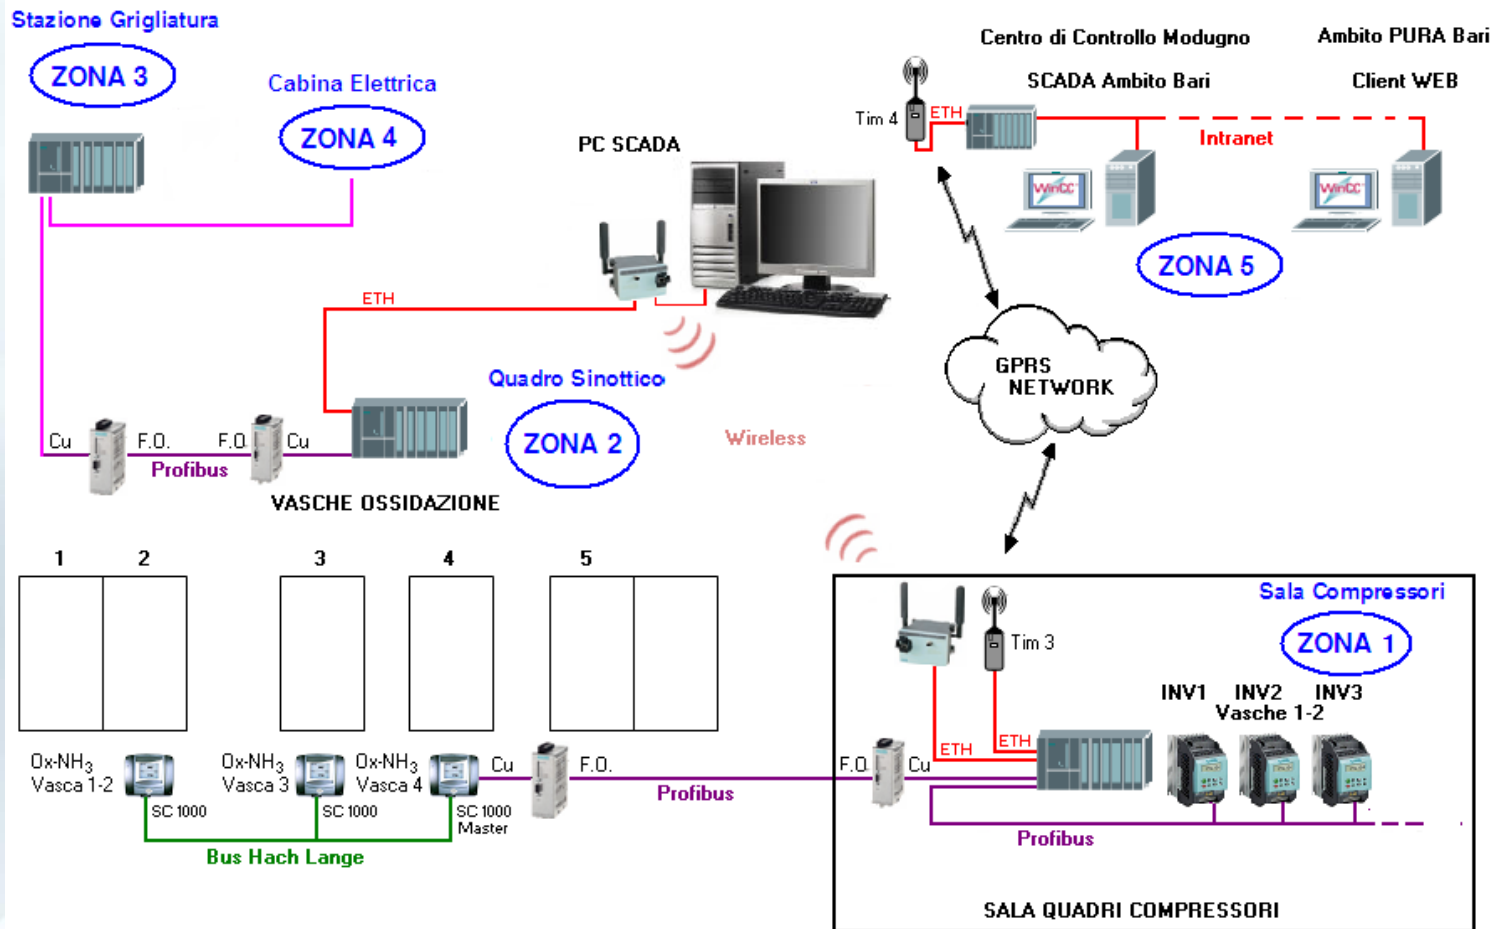 Stazione Grigliatura
ZONA 3
Cabina Elettrica
ZONA 4
PC SCADA
Centro di Controllo Modugno
Ambito PURA Bari
SCADA Ambito Bari
Client WEB
Tim 4
ETH
Intranet
WinCC
WinCC
ZONA 5
ETH
GPRS
NETWORK
Quadro Sinottico
ZONA 2
Wireless
Cu
F.O.
F.O.
Cu
Profibus
VASCHE OSSIDAZIONE
1
2
3
4
5
Sala Compressori
ZONA 1
Tim 3
INV1
INV2
INV3
Vasche 1-2
ETH
ETH
Ox-NH3
Vasca 1-2
SC 1000
Ox-NH3
Vasca 3
SC 1000
Ox-NH3
Vasca 4
SC 1000
Master
Cu
F.O.
Profibus
F.O.
Cu
Profibus
Bus Hach Lange
SALA QUADRI COMPRESSORI